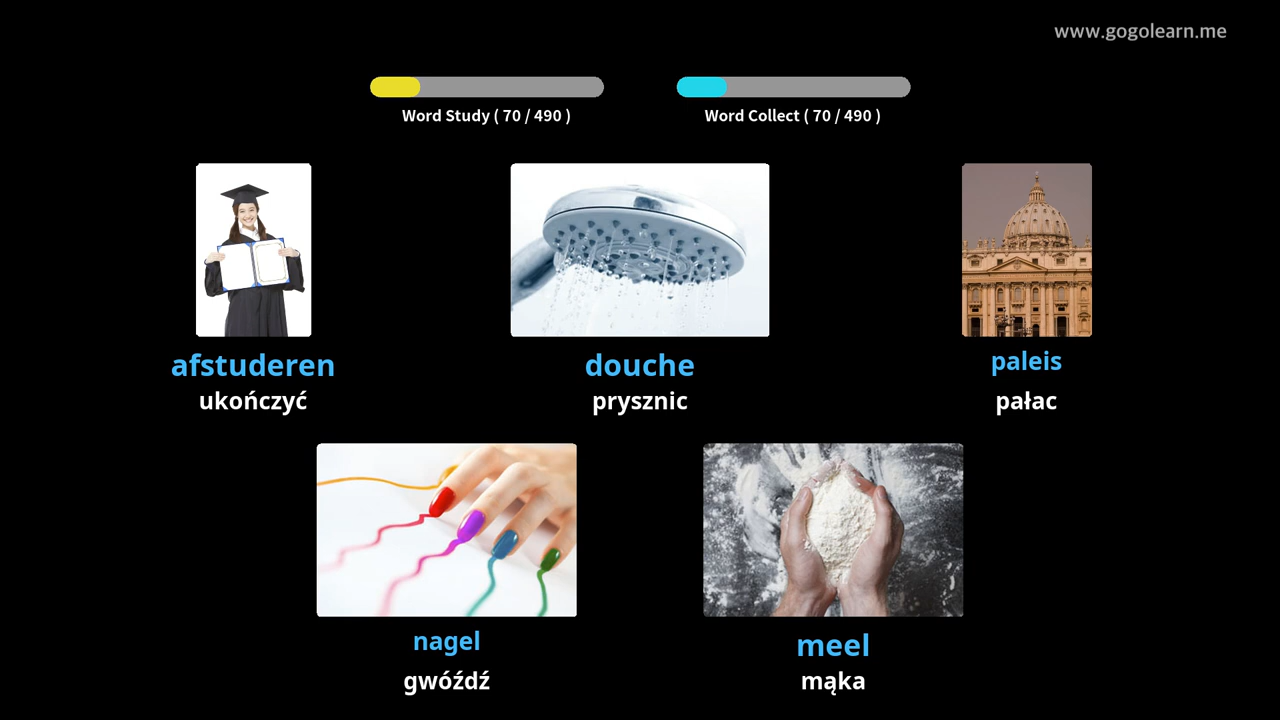 www.gogolearn.me
Word Study ( 70 / 490 )
Word Collect ( 70 / 490 )
afstuderen
ukończyć
douche
prysznic
paleis
pałac
nagel
gwóźdź
meel
mąka